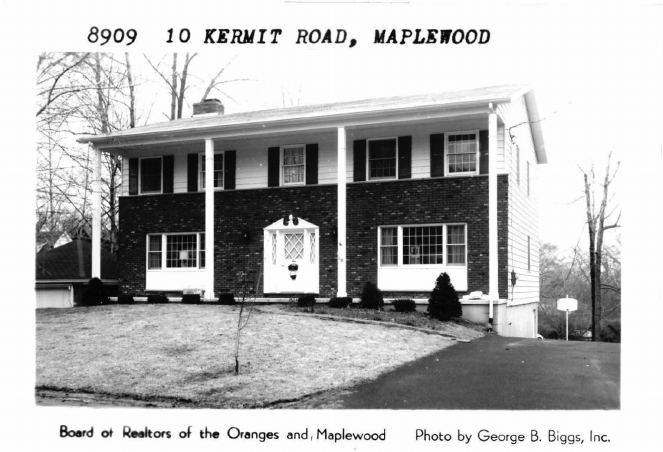 8909 10 KERMIT ROAD, MAPLEWOOD
Board of Realtors of the Oranges and, Maplewood Photo by George B. Biggs, Inc.